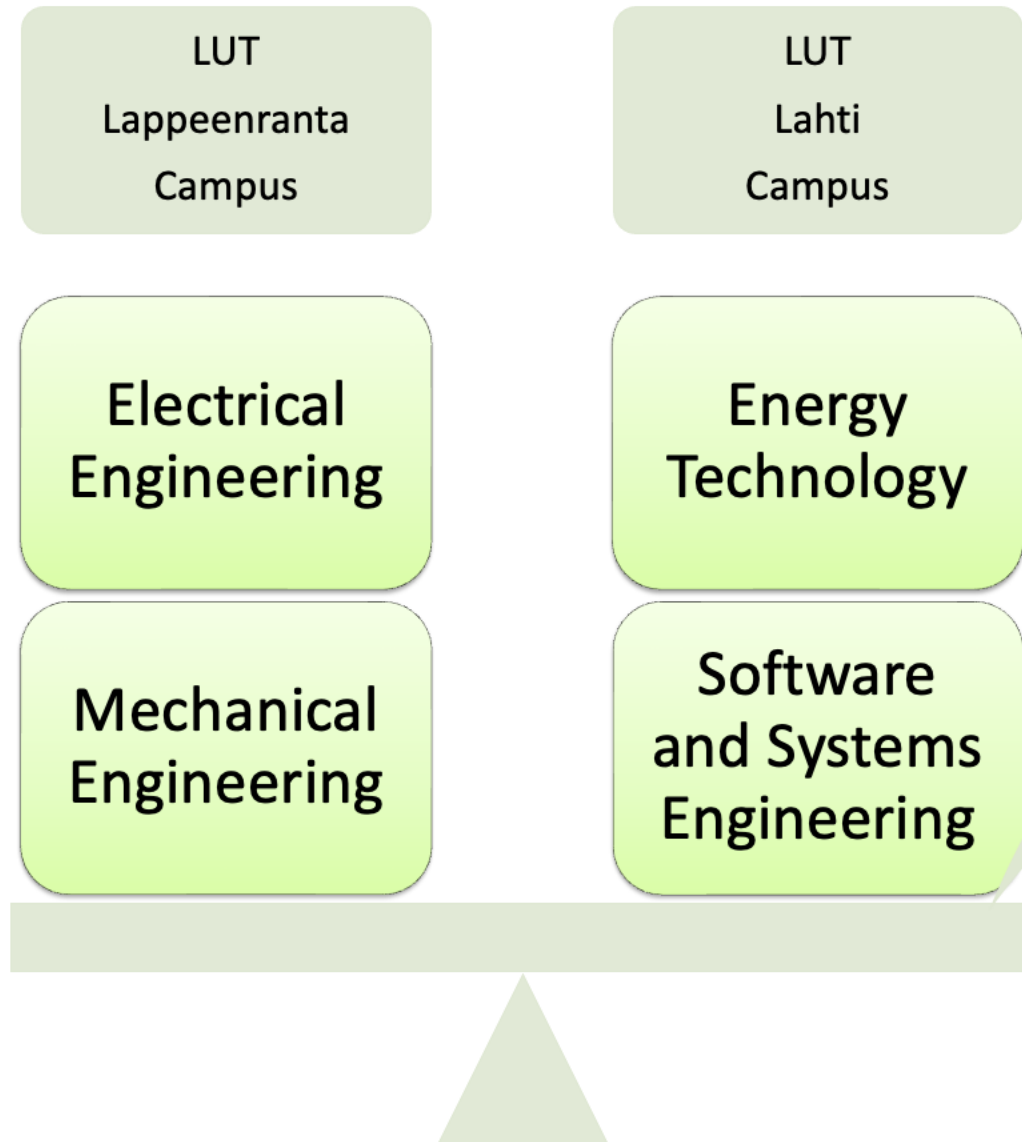 LUT
Lappeenranta
Campus
LUT
Lahti
Campus
Electrical
Engineering
Energy
Technology
Mechanical
Engineering
Software
and Systems
Engineering